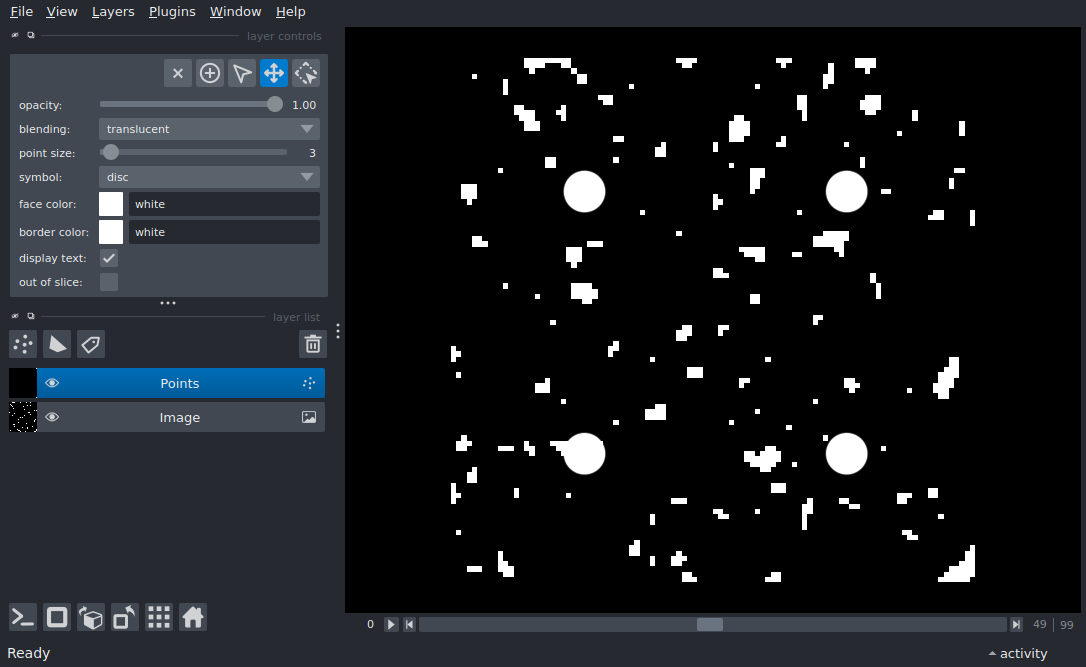 File View Layers Plugins Window Help
layer controls
opacity: 1.00
blending: translucent
point size: 3
symbol: disc
face color: white
border color: white
display text:
out of slice:
layer list
Points
Image
0 49 99
Ready activity